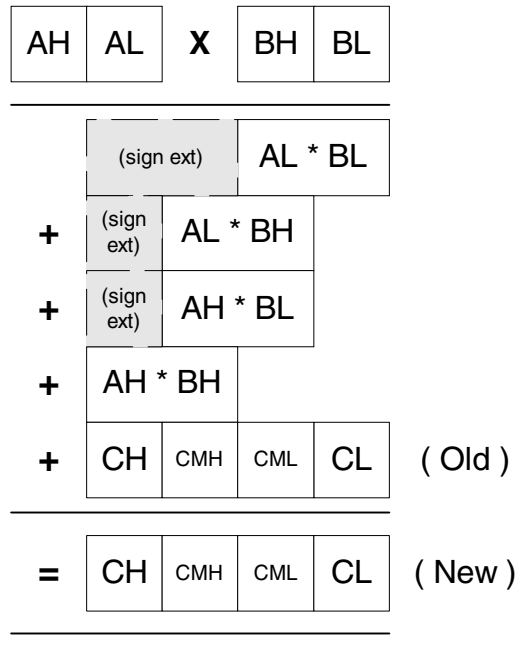 AH AL X BH BL
(sign ext) AL * BL
+ (sign ext) AL * BH
+ (sign ext) AH * BL
+ AH * BH
+ CH CMH CML CL ( Old )
= CH CMH CML CL ( New )